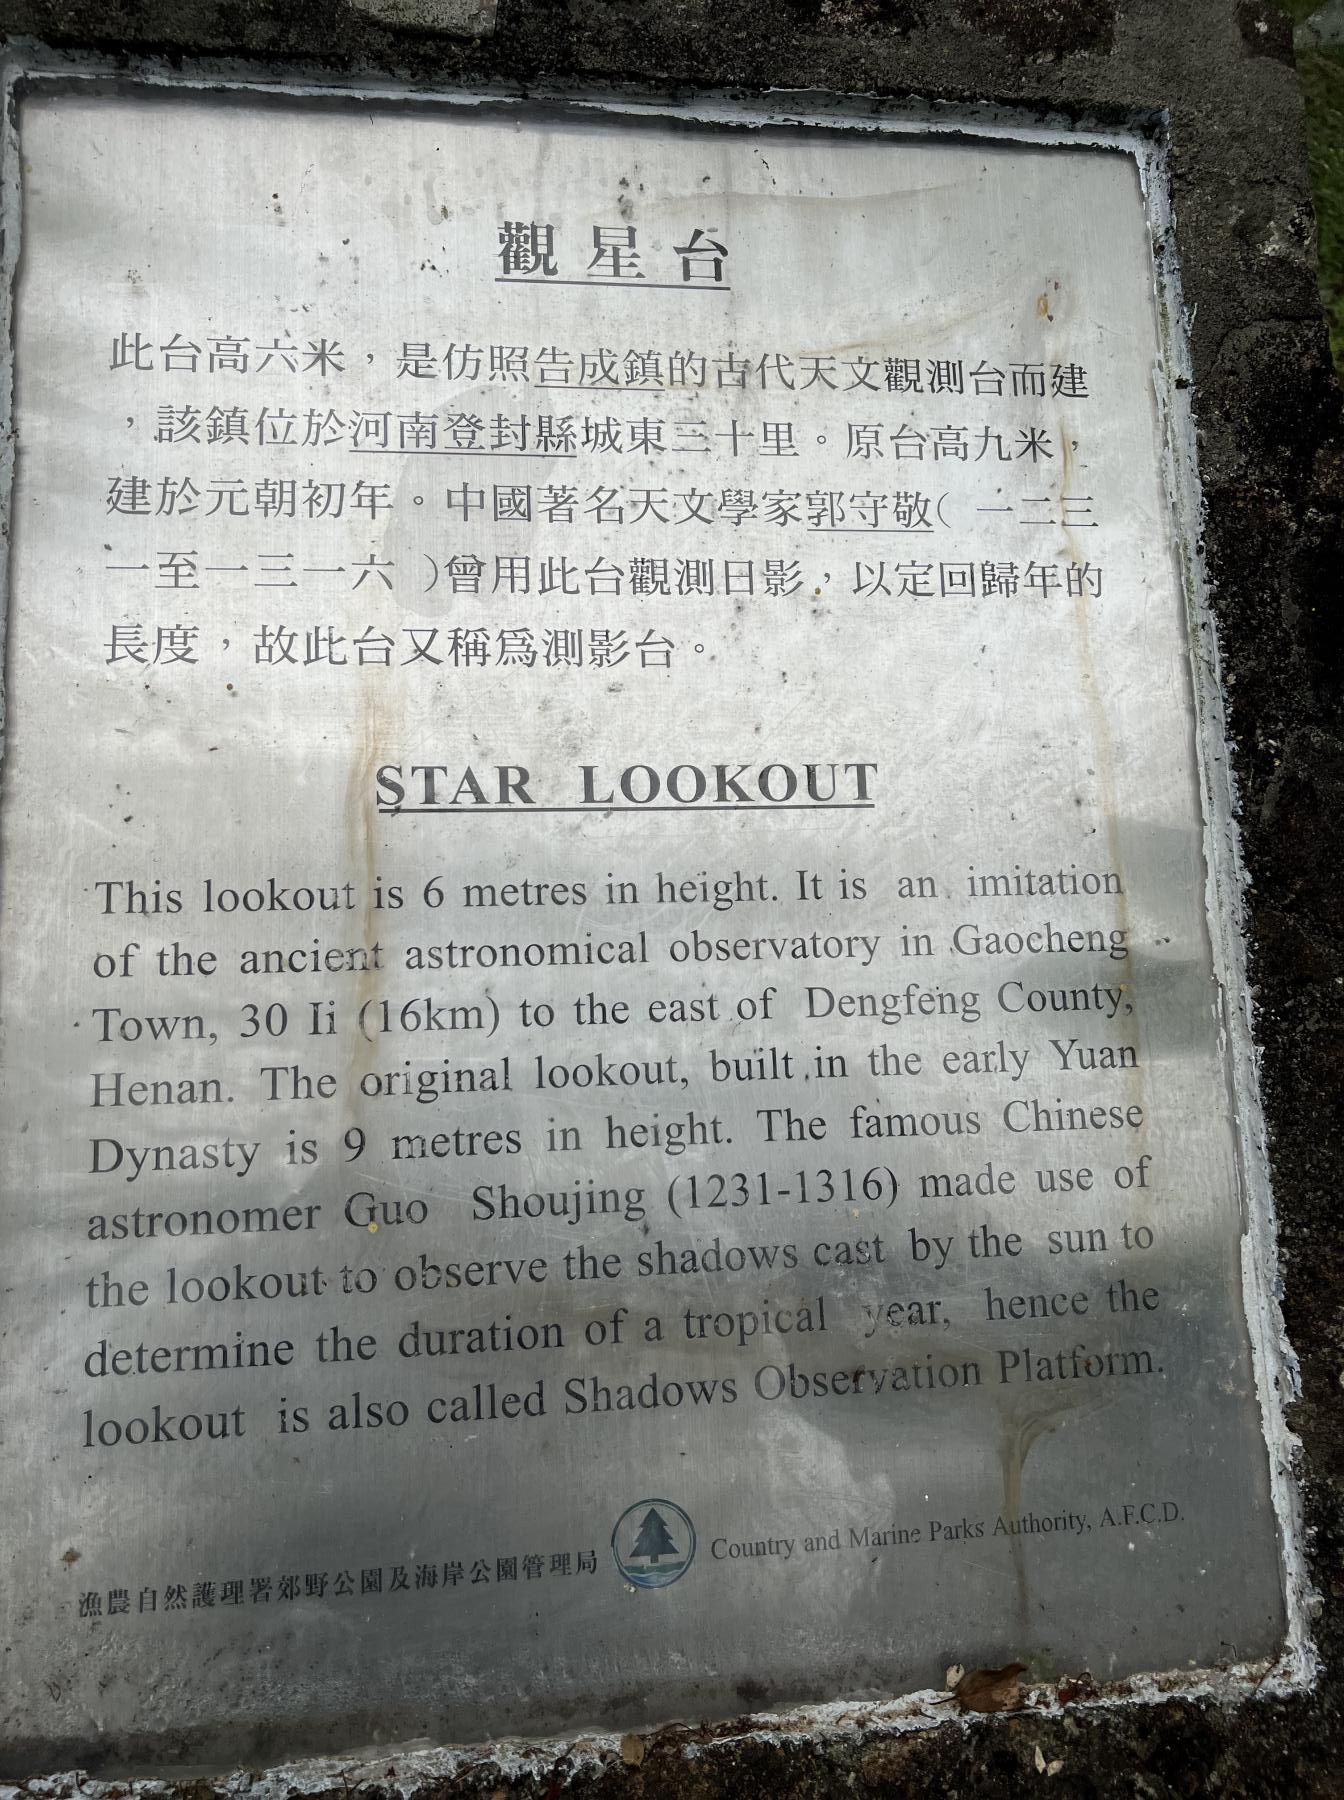 觀星台
此台高六米，是仿照告成鎮的古代天文觀測台而建
，該鎮位於河南登封縣城東三十里。原台高九米，
建於元朝初年。中國著名天文學家郭守敬（一二三
一至一三一六）曾用此台觀測日影，以定回歸年的
長度，故此台又稱爲測影台。
STAR LOOKOUT
This lookout is 6 metres in height. It is an imitation
of the ancient astronomical observatory in Gaocheng
Town, 30 Ii (16km) to the east of Dengfeng County,
Henan. The original lookout, built in the early Yuan
Dynasty is 9 metres in height. The famous Chinese
astronomer Guo Shoujing (1231-1316) made use of
the lookout to observe the shadows cast by the sun to
determine the duration of a tropical year, hence the
lookout is also called Shadows Observation Platform.
漁農自然護理署郊野公園及海岸公園管理局 Country and Marine Parks Authority, A.F.C.D.